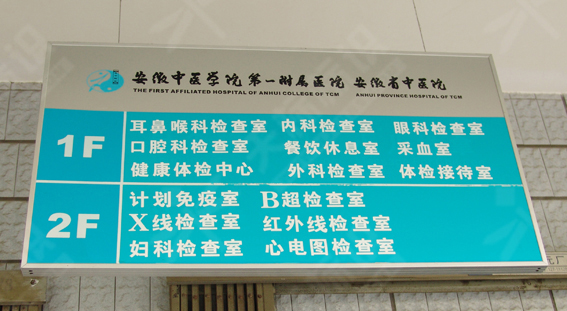 安徽中医学院第一附属医院 安徽省中医院
THE FIRST AFFILIATED HOSPITAL OF ANHUI COLLEGE OF TCM ANHUI PROVINCE HOSPITAL OF TCM
1F
耳鼻喉科检查室 内科检查室 眼科检查室
口腔科检查室 餐饮休息室 采血室
健康体检中心 外科检查室 体检接待室
2F
计划免疫室 B超检查室
X线检查室 红外线检查室
妇科检查室 心电图检查室